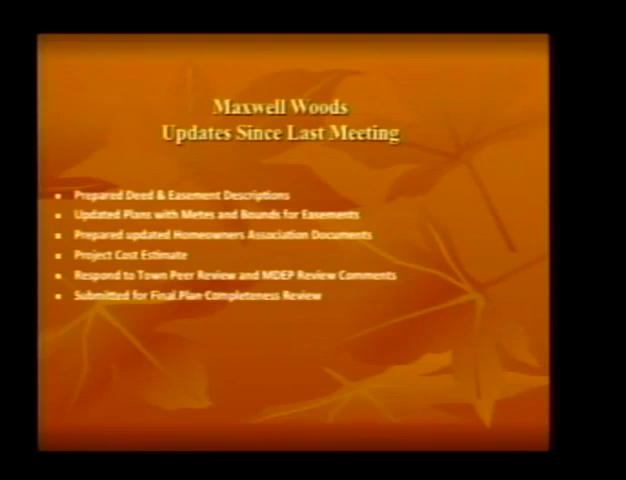 Maxwell Woods
Updates Since Last Meeting
Prepared Deed & Easement Descriptions
Updated Plans with Metes and Bounds for Easements
Prepared updated Homeowners Association Documents
Project Cost Estimate
Respond to Town Peer Review and MDEP Review Comments
Submitted for Final Plan Completeness Review